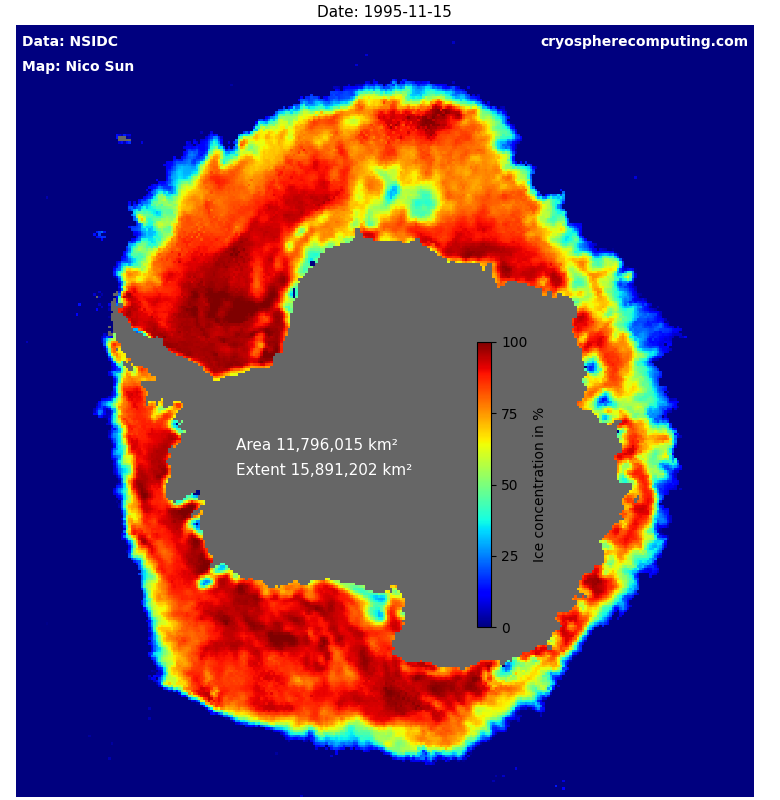 Date: 1995-11-15
Data: NSIDC
cryospherecomputing.com
Map: Nico Sun
100
75
50
25
0
Ice concentration in %
Area 11,796,015 km²
Extent 15,891,202 km²